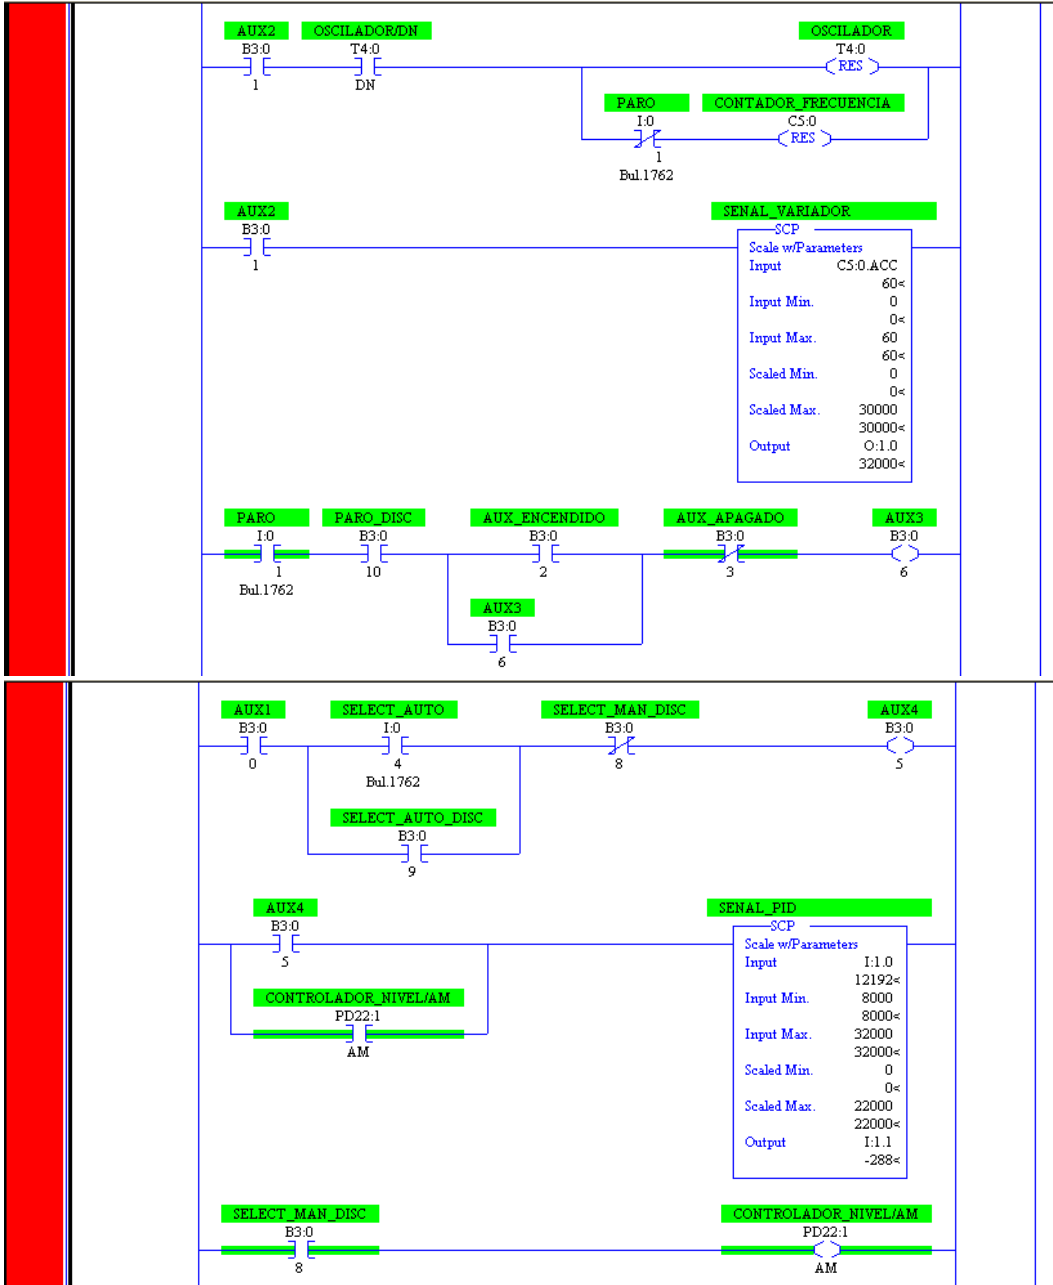 AUX2 OSCILADOR/DN OSCILADOR
B3:0 T4:0 T4:0
RES
1 DN
PARO CONTADOR_FRECUENCIA
I:0 C5:0
RES
1
Bul.1762
AUX2 SENAL_VARIADOR
B3:0
SCP
1
Scale w/Parameters
Input C5:0.ACC
60<
Input Min. 0
0<
Input Max. 60
60<
Scaled Min. 0
0<
Scaled Max. 30000
30000<
Output O:1.0
32000<
PARO PARO_DISC AUX_ENCENDIDO AUX_APAGADO AUX3
I:0 B3:0 B3:0 B3:0 B3:0
1 10 2 3 6
Bul.1762
AUX3
B3:0
6
AUX1 SELECT_AUTO SELECT_MAN_DISC AUX4
B3:0 I:0 B3:0 B3:0
0 4 8 5
Bul.1762
SELECT_AUTO_DISC
B3:0
9
AUX4 SENAL_PID
B3:0
SCP
5
Scale w/Parameters
Input I:1.0
12192<
Input Min. 8000
8000<
Input Max. 32000
32000<
Scaled Min. 0
0<
Scaled Max. 22000
22000<
Output I:1.1
-288<
CONTROLADOR_NIVEL/AM
PD22:1
AM
SELECT_MAN_DISC CONTROLADOR_NIVEL/AM
B3:0 PD22:1
8 AM